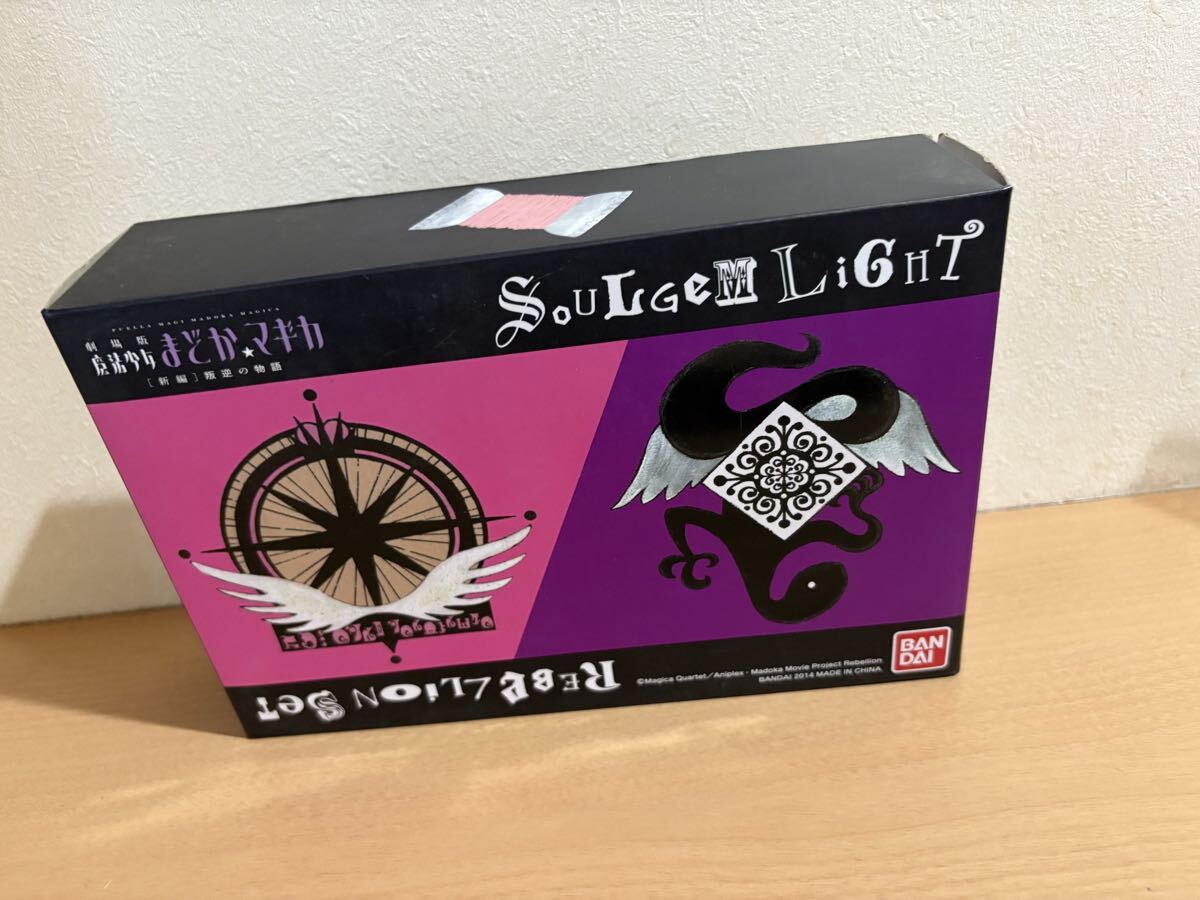 SOULGEM LiGHT
PUELLA MAGI MADOKA MAGICA
劇場版
魔法少女まどか★マギカ
[新編]叛逆の物語
REBELLiON SeT
©Magica Quartet／Aniplex・Madoka Movie Project Rebellion
BANDAI 2014 MADE IN CHINA
BAN
DAI